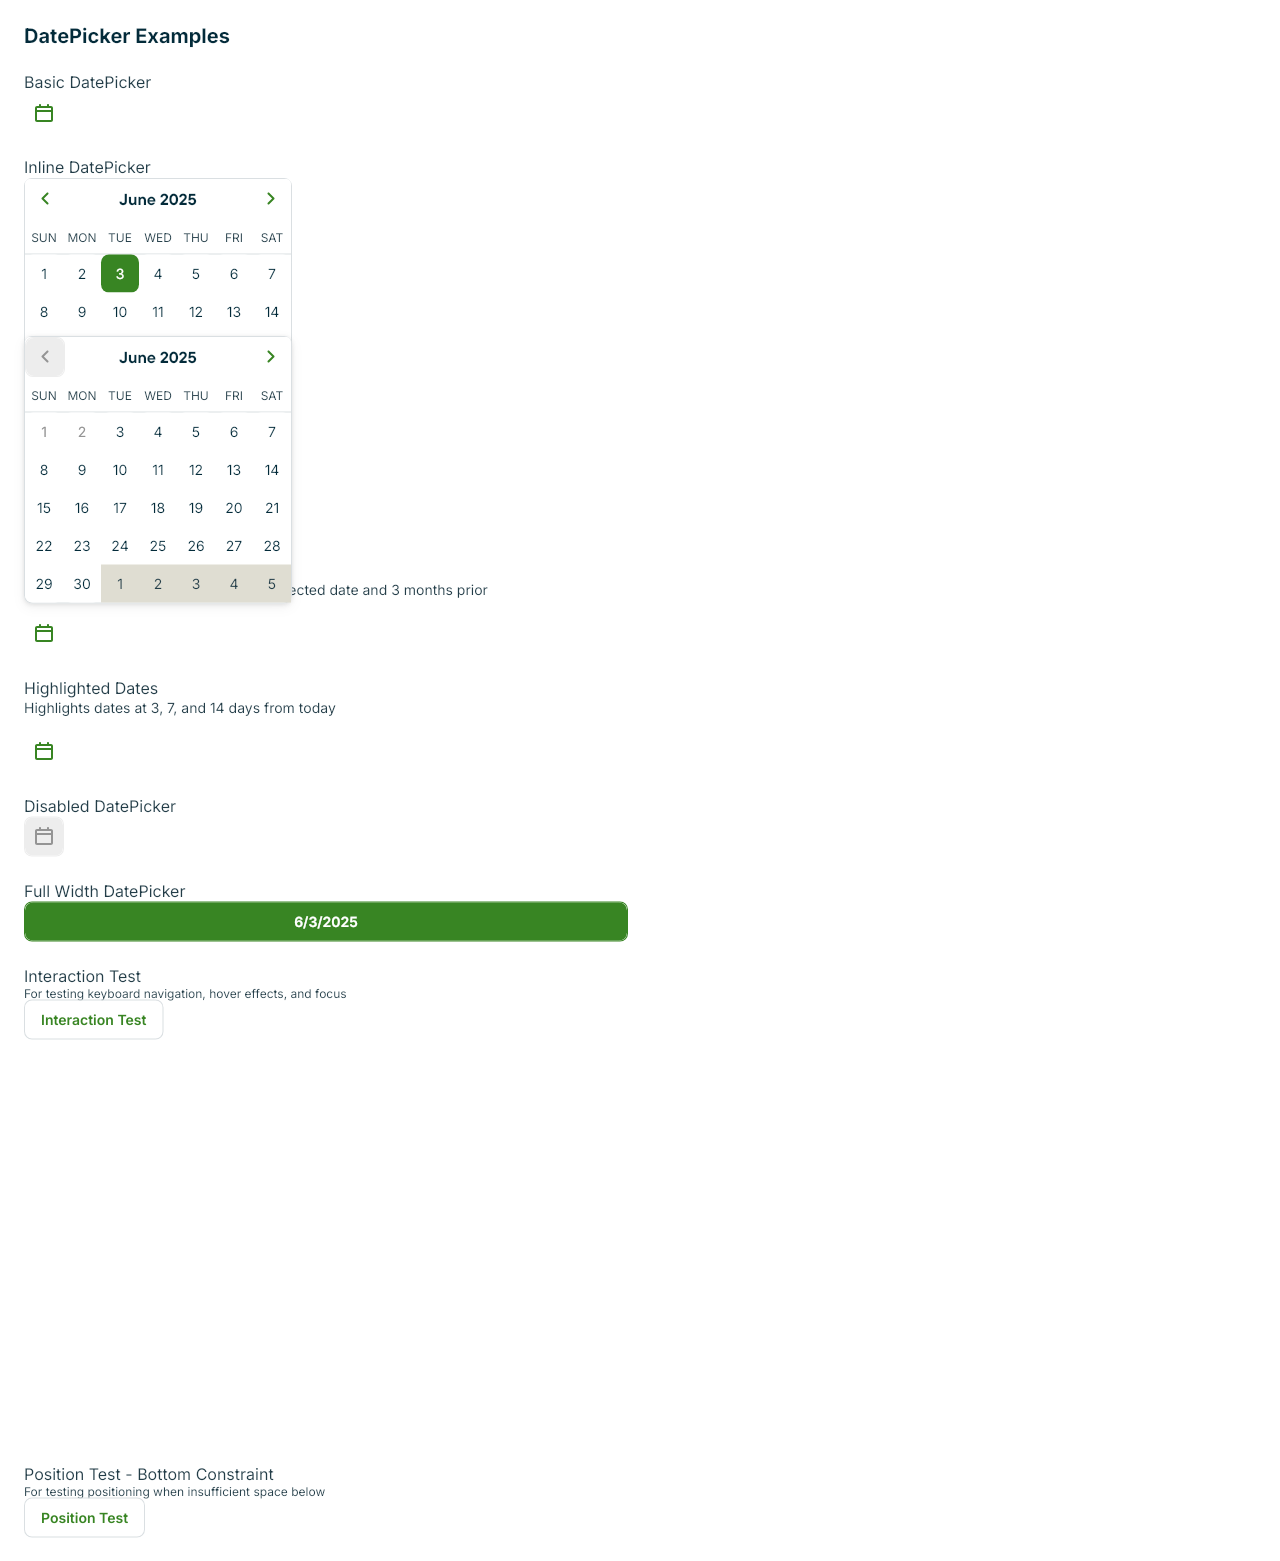 DatePicker Examples
Basic DatePicker
Inline DatePicker
June 2025
SUN MON TUE WED THU FRI SAT
1 2 3 4 5 6 7
8 9 10 11 12 13 14
June 2025
SUN MON TUE WED THU FRI SAT
1 2 3 4 5 6 7
8 9 10 11 12 13 14
15 16 17 18 19 20 21
22 23 24 25 26 27 28
29 30 1 2 3 4 5
date and 3 months prior
Highlighted Dates
Highlights dates at 3, 7, and 14 days from today
Disabled DatePicker
Full Width DatePicker
6/3/2025
Interaction Test
For testing keyboard navigation, hover effects, and focus
Interaction Test
Position Test - Bottom Constraint
For testing positioning when insufficient space below
Position Test